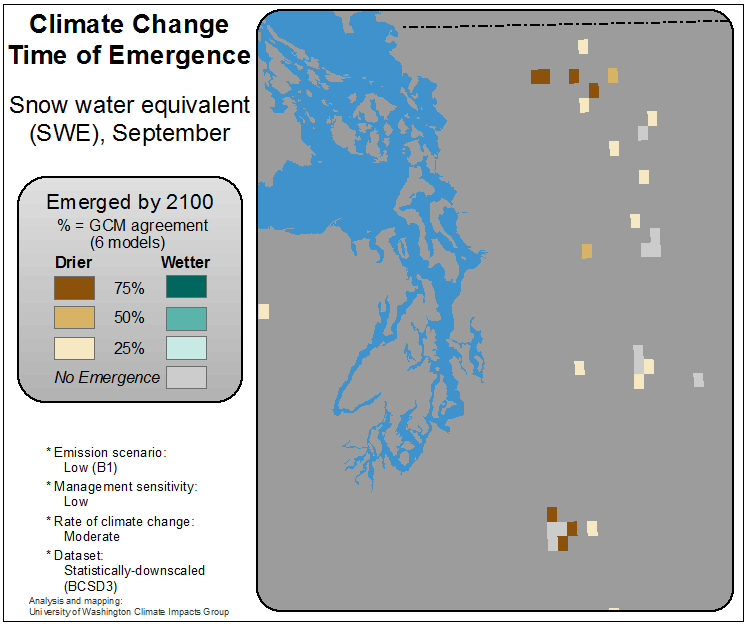 Climate Change
Time of Emergence
Snow water equivalent
(SWE), September
Emerged by 2100
% = GCM agreement
(6 models)
Drier Wetter
75%
50%
25%
No Emergence
* Emission scenario:
Low (B1)
* Management sensitivity:
Low
* Rate of climate change:
Moderate
* Dataset:
Statistically-downscaled
(BCSD3)
Analysis and mapping:
University of Washington Climate Impacts Group